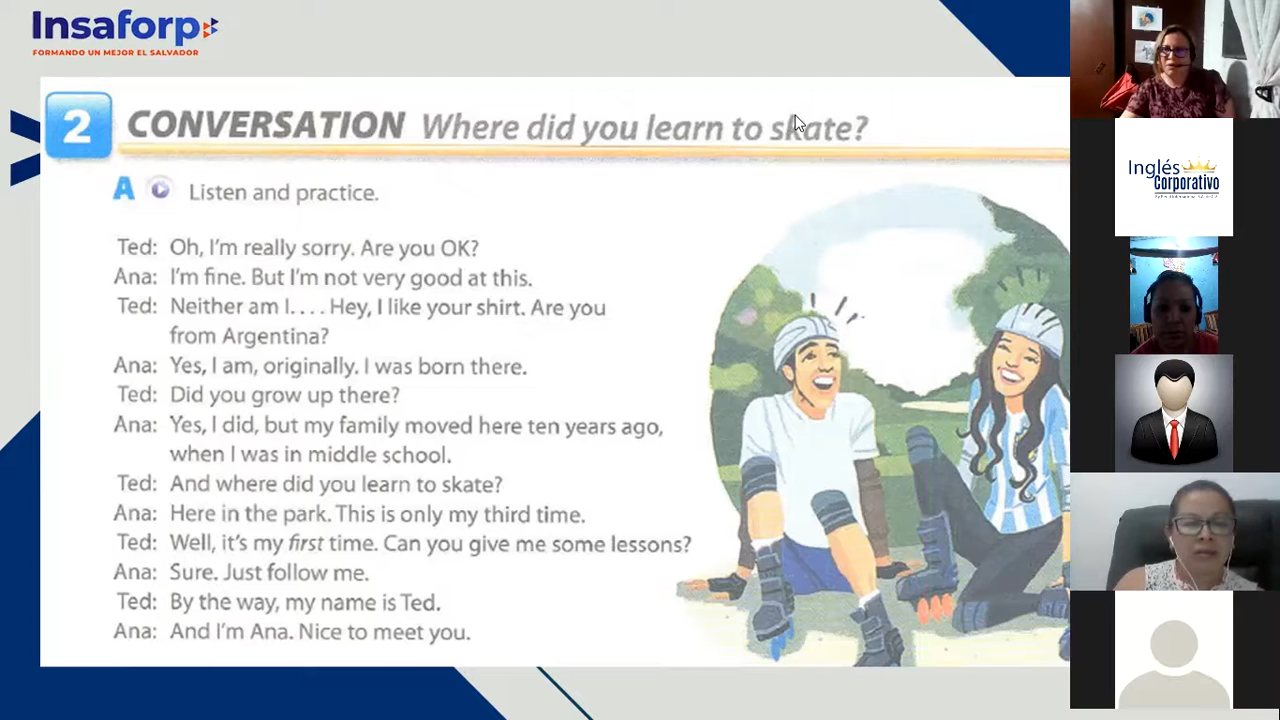 Insaforp
FORMANDO UN MEJOR EL SALVADOR
2 CONVERSATION Where did you learn to skate?
A Listen and practice.
Ted: Oh, I'm really sorry. Are you OK?
Ana: I'm fine. But I'm not very good at this.
Ted: Neither am I. . . . Hey, I like your shirt. Are you
from Argentina?
Ana: Yes, I am, originally. I was born there.
Ted: Did you grow up there?
Ana: Yes, I did, but my family moved here ten years ago,
when I was in middle school.
Ted: And where did you learn to skate?
Ana: Here in the park. This is only my third time.
Ted: Well, it's my first time. Can you give me some lessons?
Ana: Sure. Just follow me.
Ted: By the way, my name is Ted.
Ana: And I'm Ana. Nice to meet you.
Inglés
Corporativo